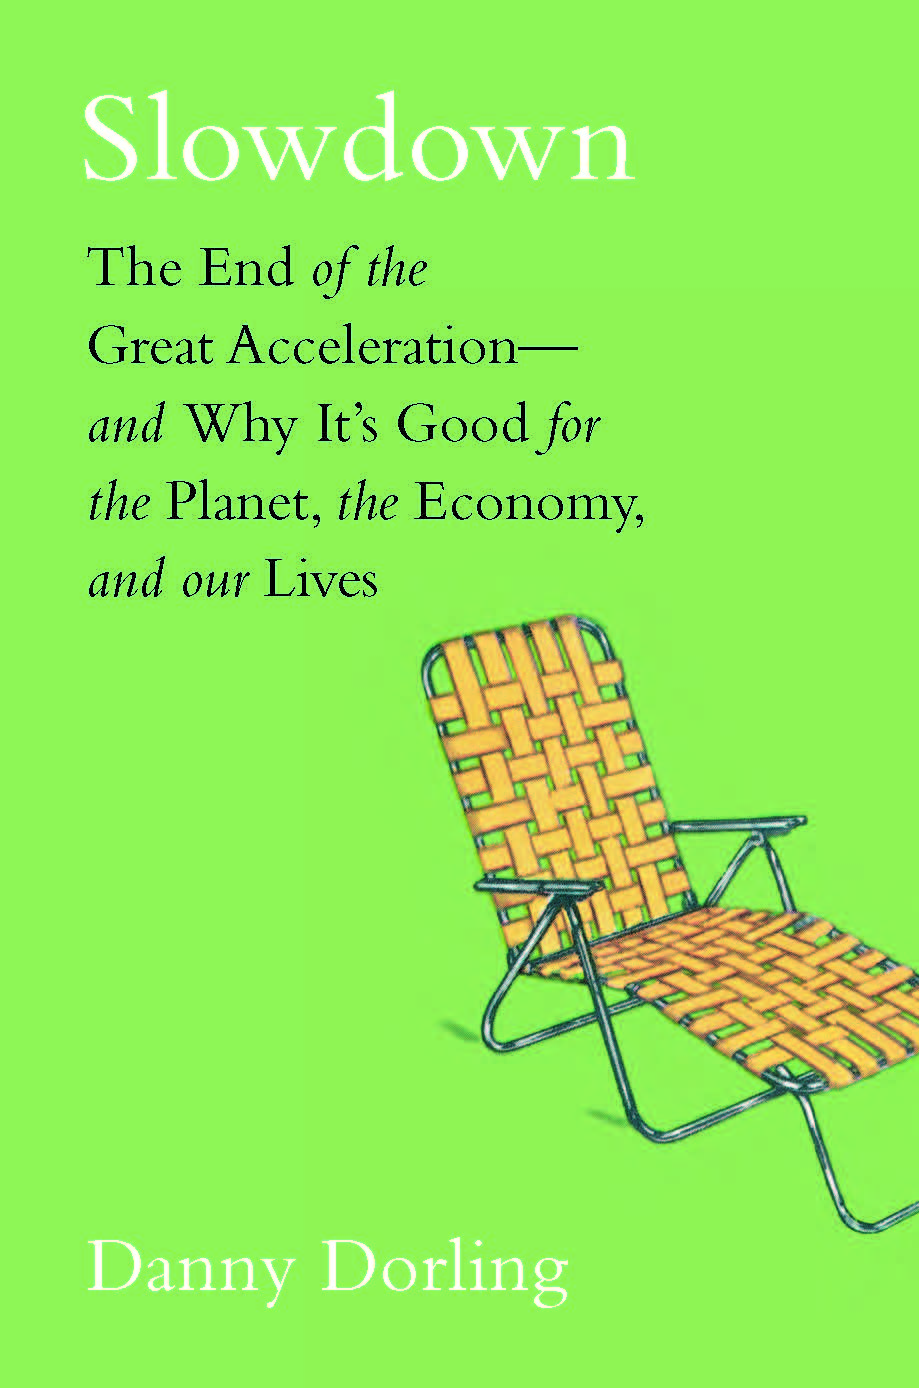 Slowdown
The End of the
Great Acceleration—
and Why It’s Good for
the Planet, the Economy,
and our Lives
Danny Dorling